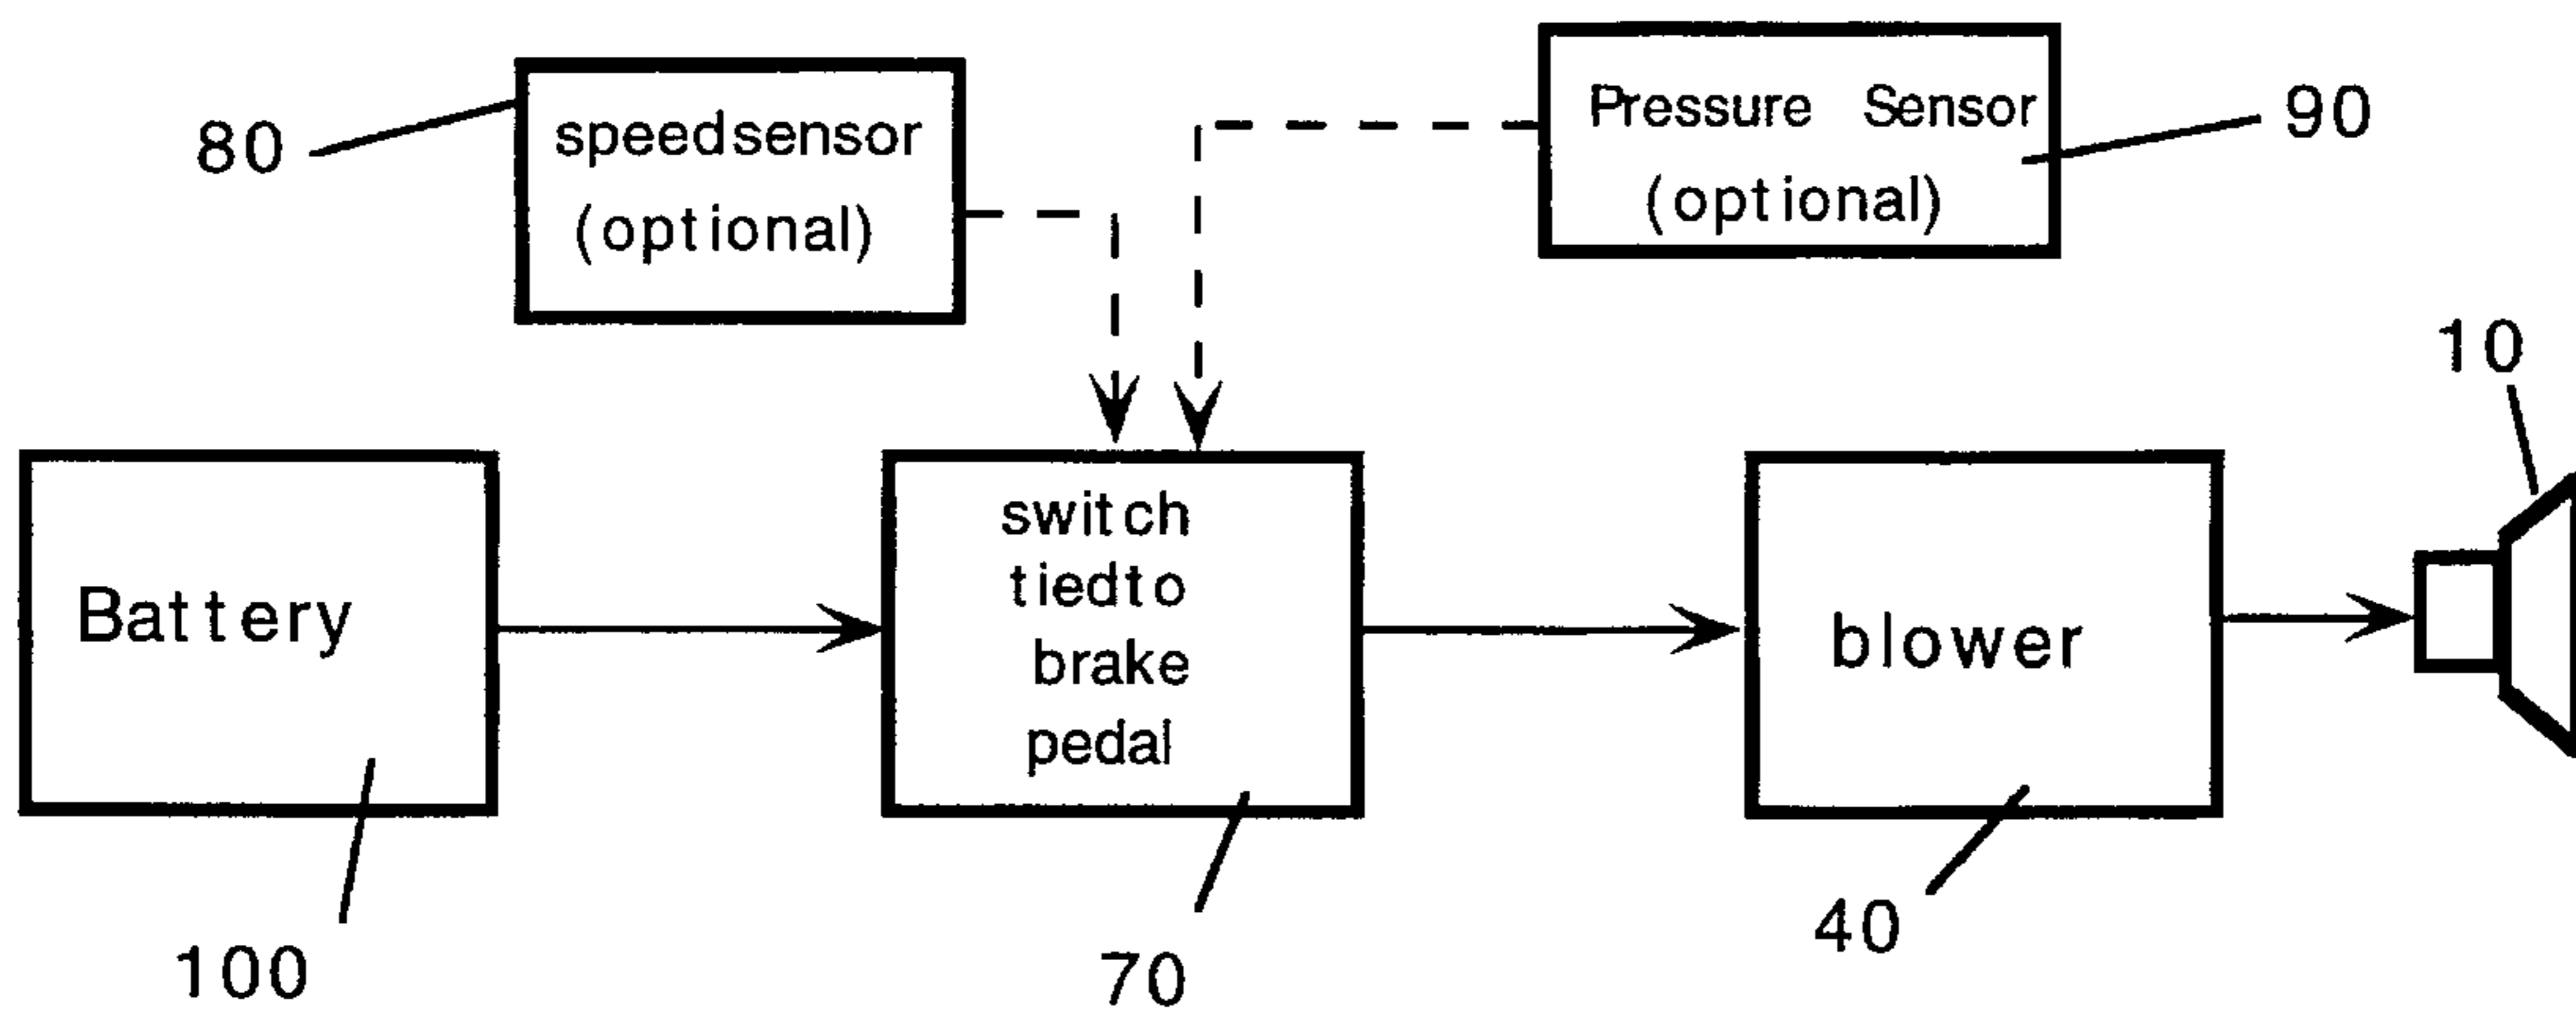 80
speedsensor
(optional)
Pressure Sensor
(optional)
90
10
Battery
switch
tiedto
brake
pedal
blower
100
70
40